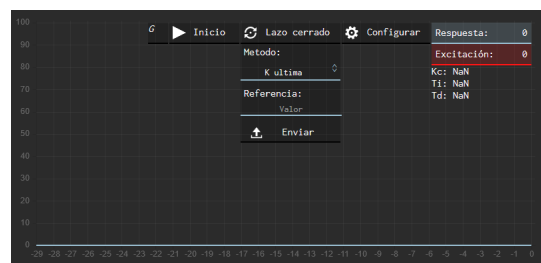 G Inicio Lazo cerrado Configurar Respuesta: 0
Metodo: Excitación: 0
K ultima Kc: NaN
Ti: NaN
Referencia: Td: NaN
Valor
Enviar
100
90
80
70
60
50
40
30
20
10
0
-29 -28 -27 -26 -25 -24 -23 -22 -21 -20 -19 -18 -17 -16 -15 -14 -13 -12 -11 -10 -9 -8 -7 -6 -5 -4 -3 -2 -1 0